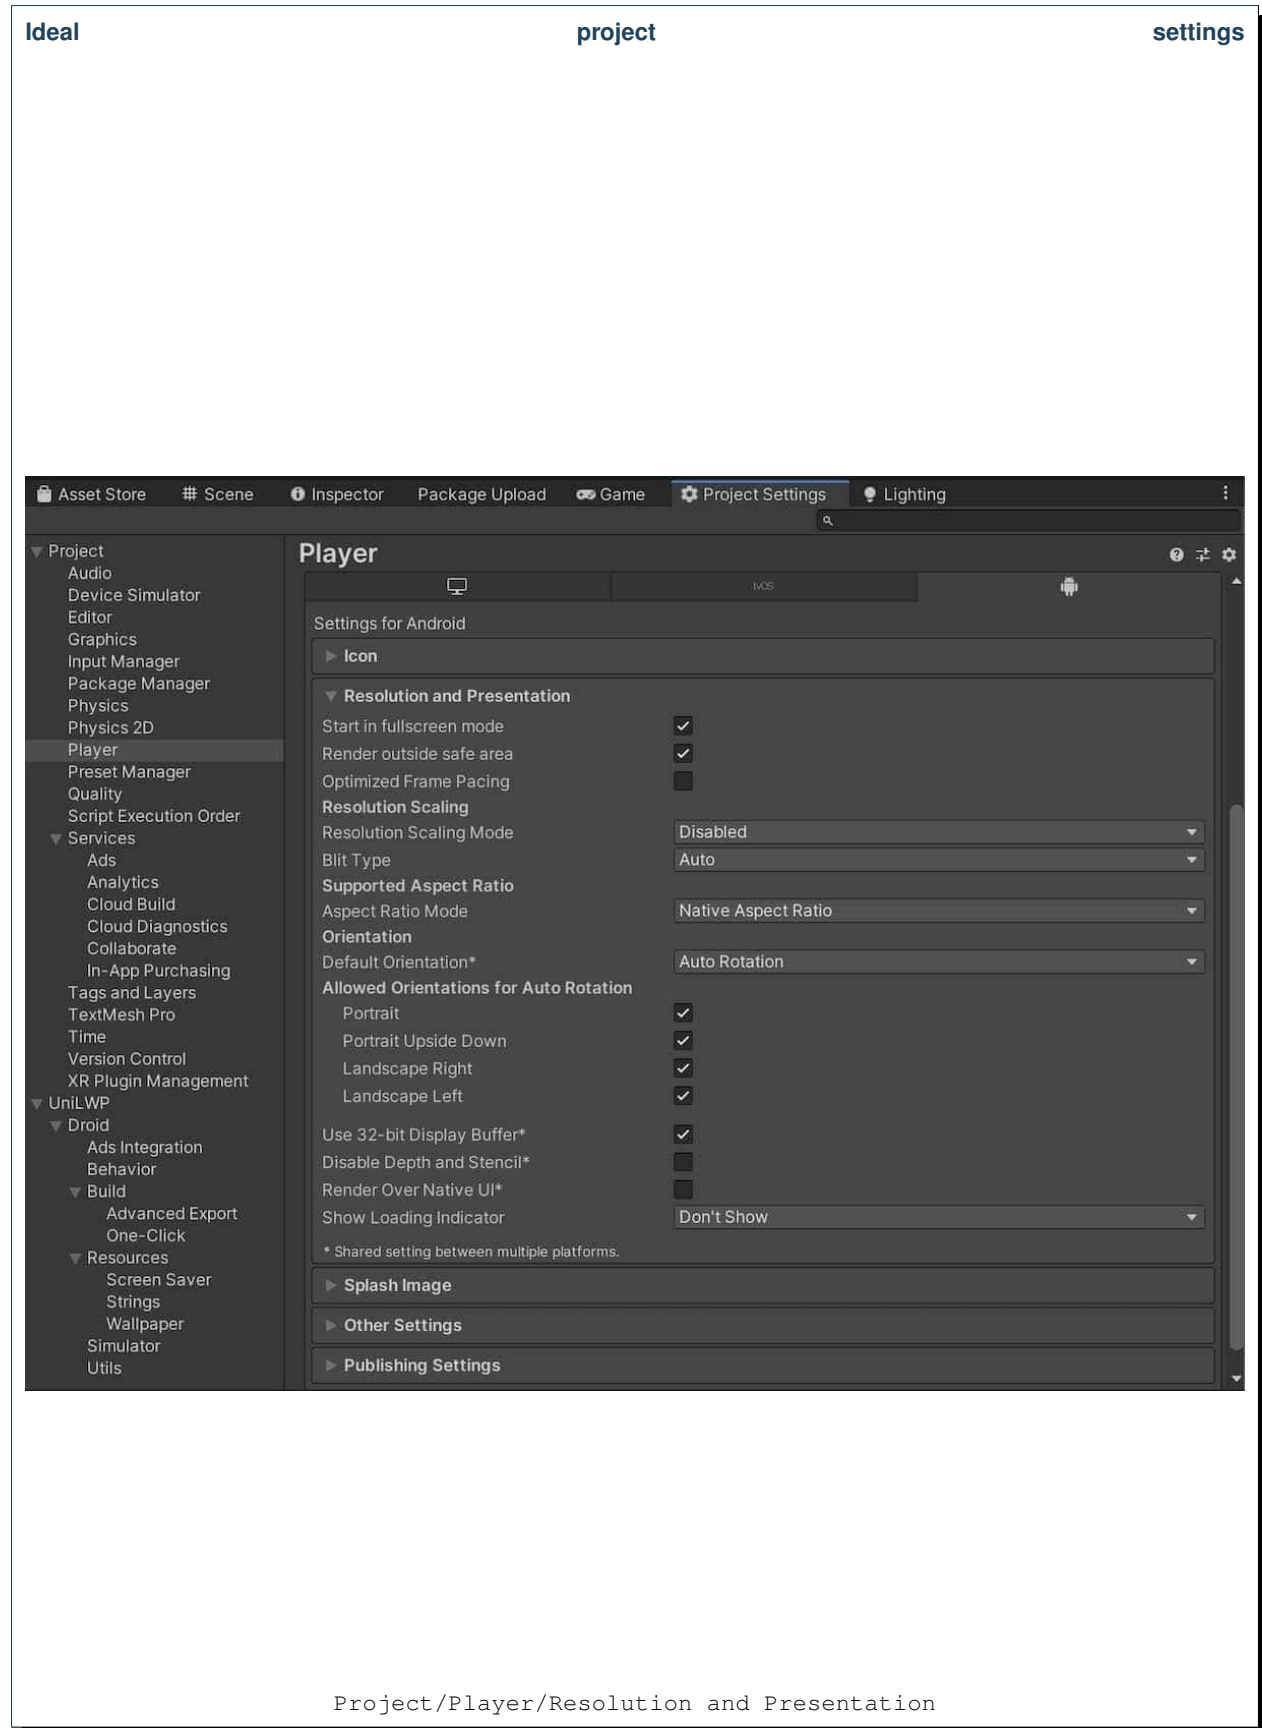 Ideal project settings
Asset Store Scene Inspector Package Upload Game Project Settings Lighting
Project
Audio
Device Simulator
Editor
Graphics
Input Manager
Package Manager
Physics
Physics 2D
Player
Preset Manager
Quality
Script Execution Order
Services
Ads
Analytics
Cloud Build
Cloud Diagnostics
Collaborate
In-App Purchasing
Tags and Layers
TextMesh Pro
Time
Version Control
XR Plugin Management
UniLWP
Droid
Ads Integration
Behavior
Build
Advanced Export
One-Click
Resources
Screen Saver
Strings
Wallpaper
Simulator
Utils
Player
tvOS
Settings for Android
Icon
Resolution and Presentation
Start in fullscreen mode
Render outside safe area
Optimized Frame Pacing
Resolution Scaling
Resolution Scaling Mode Disabled
Blit Type Auto
Supported Aspect Ratio
Aspect Ratio Mode Native Aspect Ratio
Orientation
Default Orientation* Auto Rotation
Allowed Orientations for Auto Rotation
Portrait
Portrait Upside Down
Landscape Right
Landscape Left
Use 32-bit Display Buffer*
Disable Depth and Stencil*
Render Over Native UI*
Show Loading Indicator Don't Show
* Shared setting between multiple platforms.
Splash Image
Other Settings
Publishing Settings
Project/Player/Resolution and Presentation